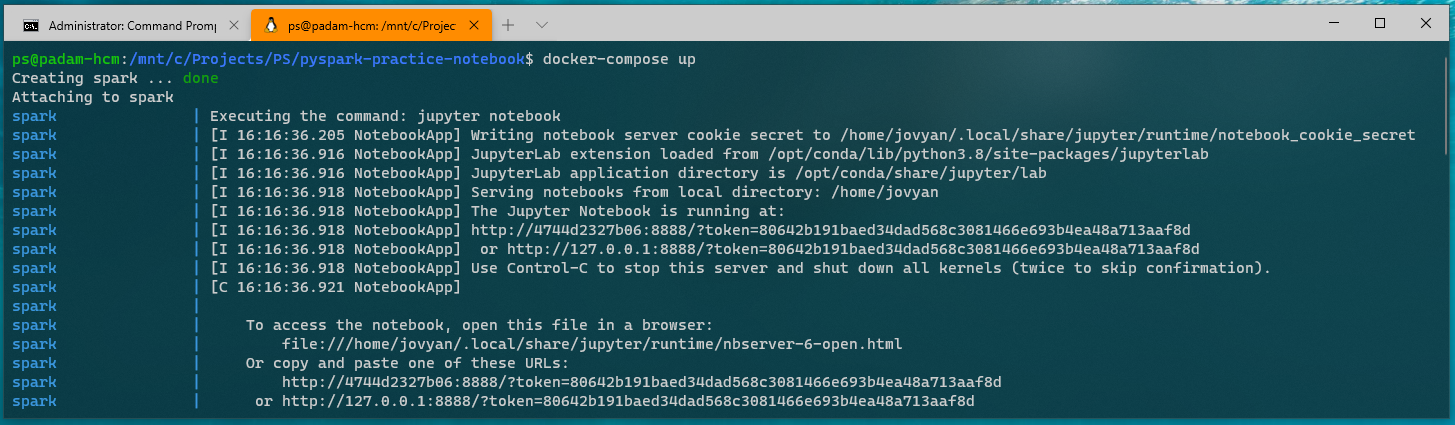 Administrator: Command Promp
ps@padam-hcm: /mnt/c/Projec
ps@padam-hcm:/mnt/c/Projects/PS/pyspark-practice-notebook$ docker-compose up
Creating spark ... done
Attaching to spark
spark | Executing the command: jupyter notebook
spark | [I 16:16:36.205 NotebookApp] Writing notebook server cookie secret to /home/jovyan/.local/share/jupyter/runtime/notebook_cookie_secret
spark | [I 16:16:36.916 NotebookApp] JupyterLab extension loaded from /opt/conda/lib/python3.8/site-packages/jupyterlab
spark | [I 16:16:36.916 NotebookApp] JupyterLab application directory is /opt/conda/share/jupyter/lab
spark | [I 16:16:36.918 NotebookApp] Serving notebooks from local directory: /home/jovyan
spark | [I 16:16:36.918 NotebookApp] The Jupyter Notebook is running at:
spark | [I 16:16:36.918 NotebookApp] http://4744d2327b06:8888/?token=80642b191baed34dad568c3081466e693b4ea48a713aaf8d
spark | [I 16:16:36.918 NotebookApp]  or http://127.0.0.1:8888/?token=80642b191baed34dad568c3081466e693b4ea48a713aaf8d
spark | [I 16:16:36.918 NotebookApp] Use Control-C to stop this server and shut down all kernels (twice to skip confirmation).
spark | [C 16:16:36.921 NotebookApp]
spark |
spark |     To access the notebook, open this file in a browser:
spark |         file:///home/jovyan/.local/share/jupyter/runtime/nbserver-6-open.html
spark |     Or copy and paste one of these URLs:
spark |         http://4744d2327b06:8888/?token=80642b191baed34dad568c3081466e693b4ea48a713aaf8d
spark |      or http://127.0.0.1:8888/?token=80642b191baed34dad568c3081466e693b4ea48a713aaf8d